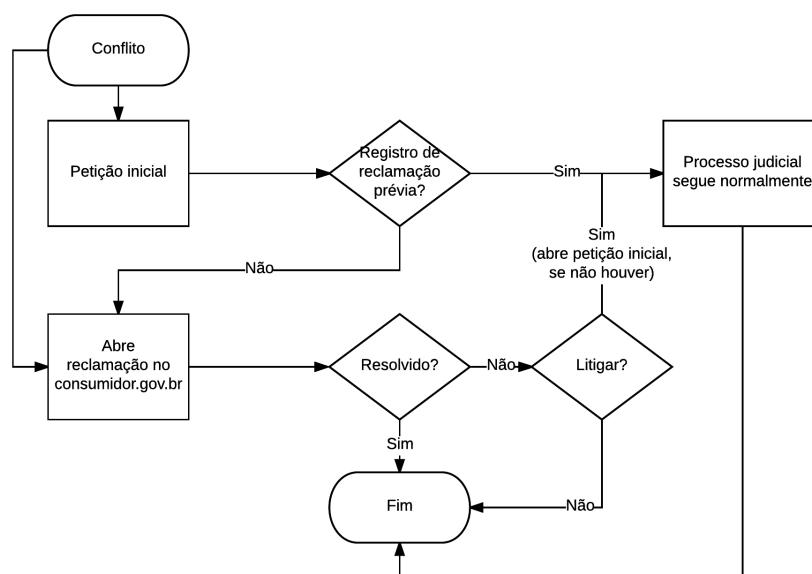 Conflito
Petição inicial
Registro de
reclamação
prévia?
Sim
Processo judicial
segue normalmente
Sim
(abre petição inicial,
se não houver)
Não
Abre
reclamação no
consumidor.gov.br
Resolvido?
Não
Litigar?
Sim
Fim
Não